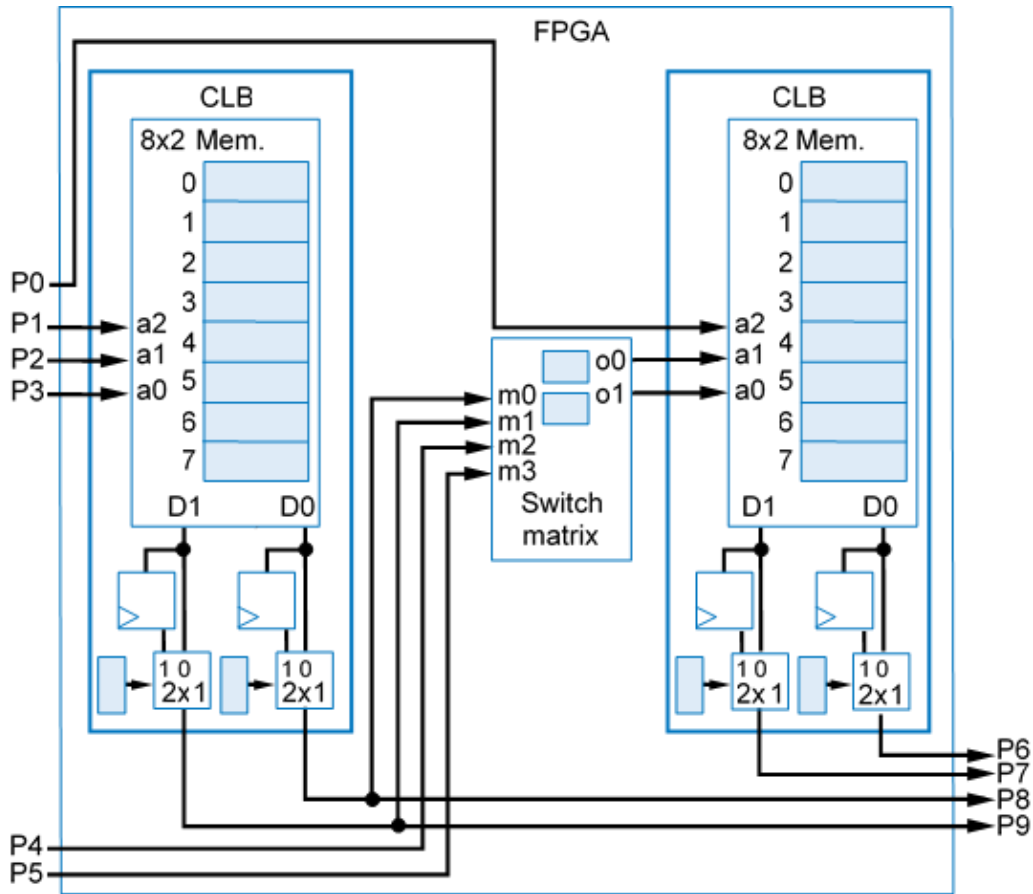 FPGA
CLB
8x2 Mem.
0
1
2
3
4
5
6
7
a2
a1
a0
D1 D0
1 0
2x1
1 0
2x1
P0
P1
P2
P3
P4
P5
m0
m1
m2
m3
o0
o1
Switch
matrix
CLB
8x2 Mem.
0
1
2
3
4
5
6
7
a2
a1
a0
D1 D0
1 0
2x1
1 0
2x1
P6
P7
P8
P9